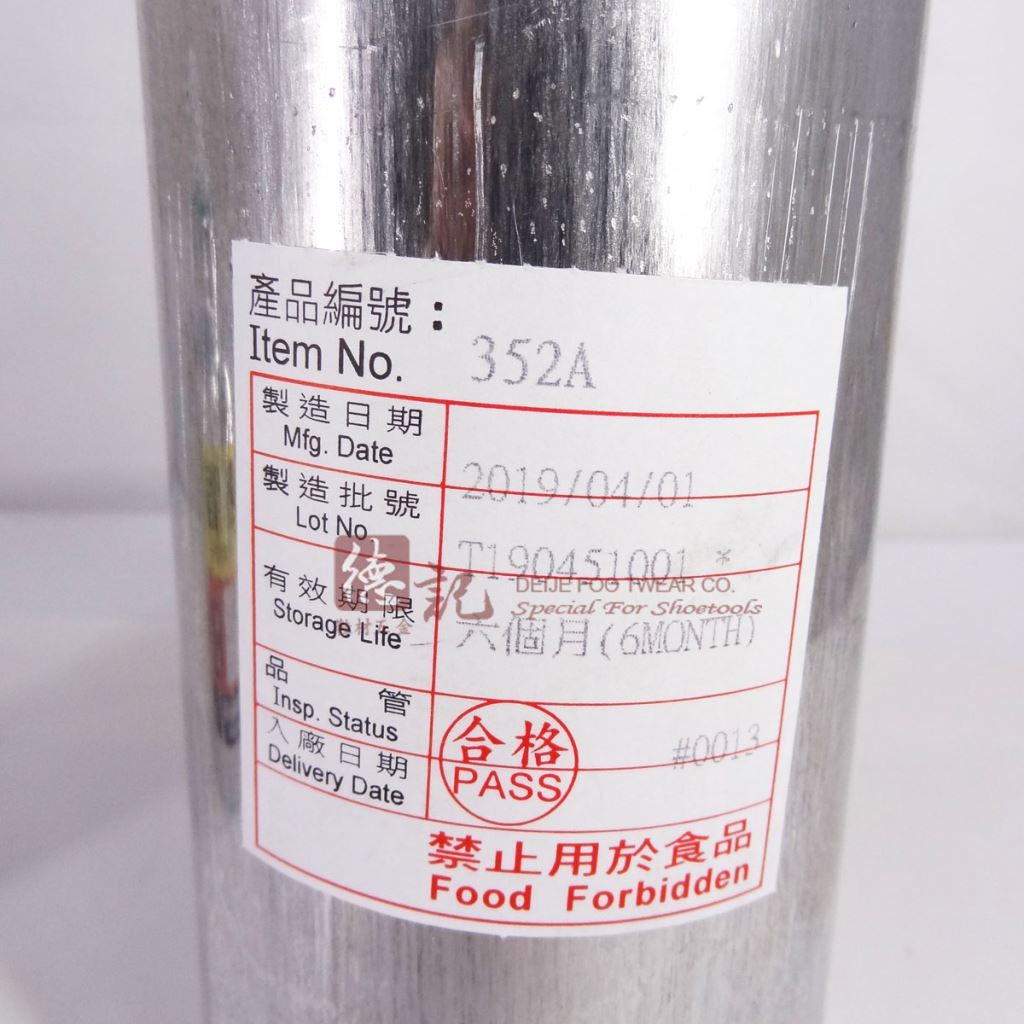 產品編號：
Item No. 352A
製造日期
Mfg. Date 2019/04/01
製造批號
Lot No. T190451001 *
有效期限
Storage Life 六個月(6MONTH)
品管
Insp. Status
合格
PASS
#0013
入廠日期
Delivery Date
禁止用於食品
Food Forbidden
德記
DEIJE FOOTWEAR CO.
Special For Shoetools